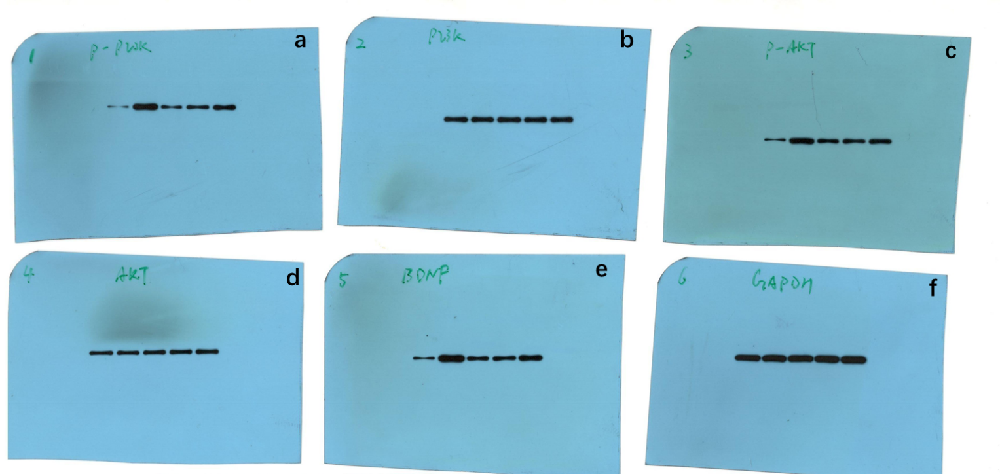 1 P-PI3K a
2 PI3K b
3 P-AKT c
4 AKT d
5 BDNF e
6 GAPDH f